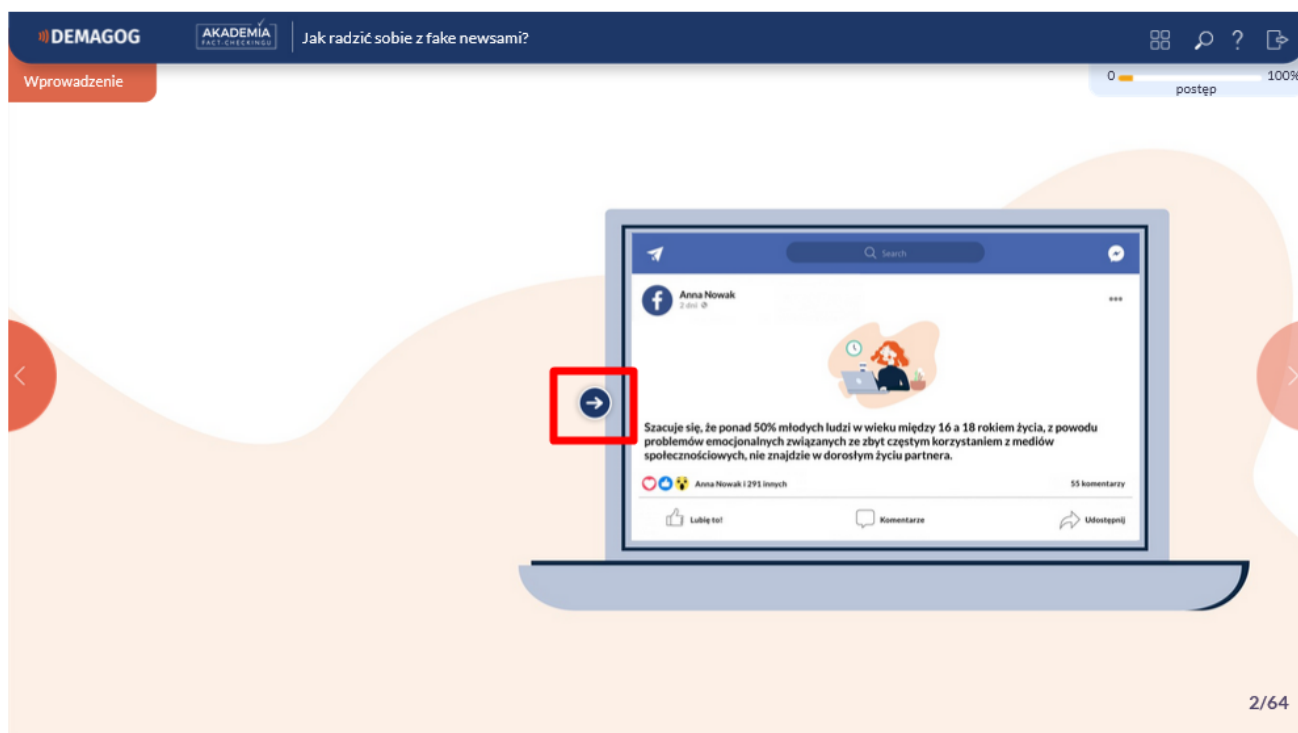 DEMAGOG
AKADEMIA
FACT-CHECKINGU
Jak radzić sobie z fake newsami?
?
Wprowadzenie
0
100%
postęp
Search
Anna Nowak
2 dni
Szacuje się, że ponad 50% młodych ludzi w wieku między 16 a 18 rokiem życia, z powodu
problemów emocjonalnych związanych ze zbyt częstym korzystaniem z mediów
społecznościowych, nie znajdzie w dorosłym życiu partnera.
Anna Nowak i 291 innych
55 komentarzy
Lubię to!
Komentarze
Udostępnij
2/64